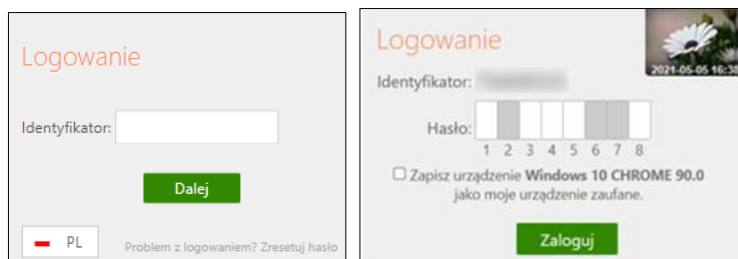 Logowanie
Identyfikator:
Dalej
PL
Problem z logowaniem? Zresetuj hasło
Logowanie
2021-05-05 16:38
Identyfikator:
Hasło:
1 2 3 4 5 6 7 8
Zapisz urządzenie Windows 10 CHROME 90.0
jako moje urządzenie zaufane.
Zaloguj